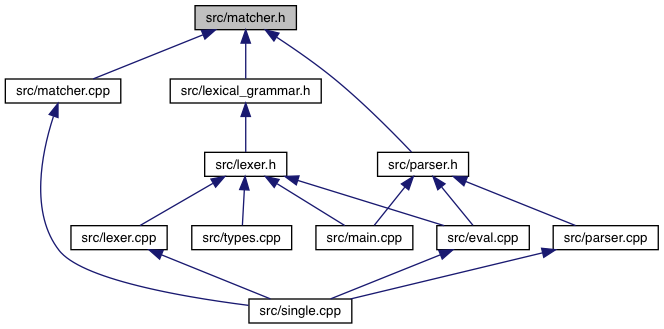 src/matcher.h
src/matcher.cpp
src/lexical_grammar.h
src/lexer.h
src/parser.h
src/lexer.cpp
src/types.cpp
src/main.cpp
src/eval.cpp
src/parser.cpp
src/single.cpp